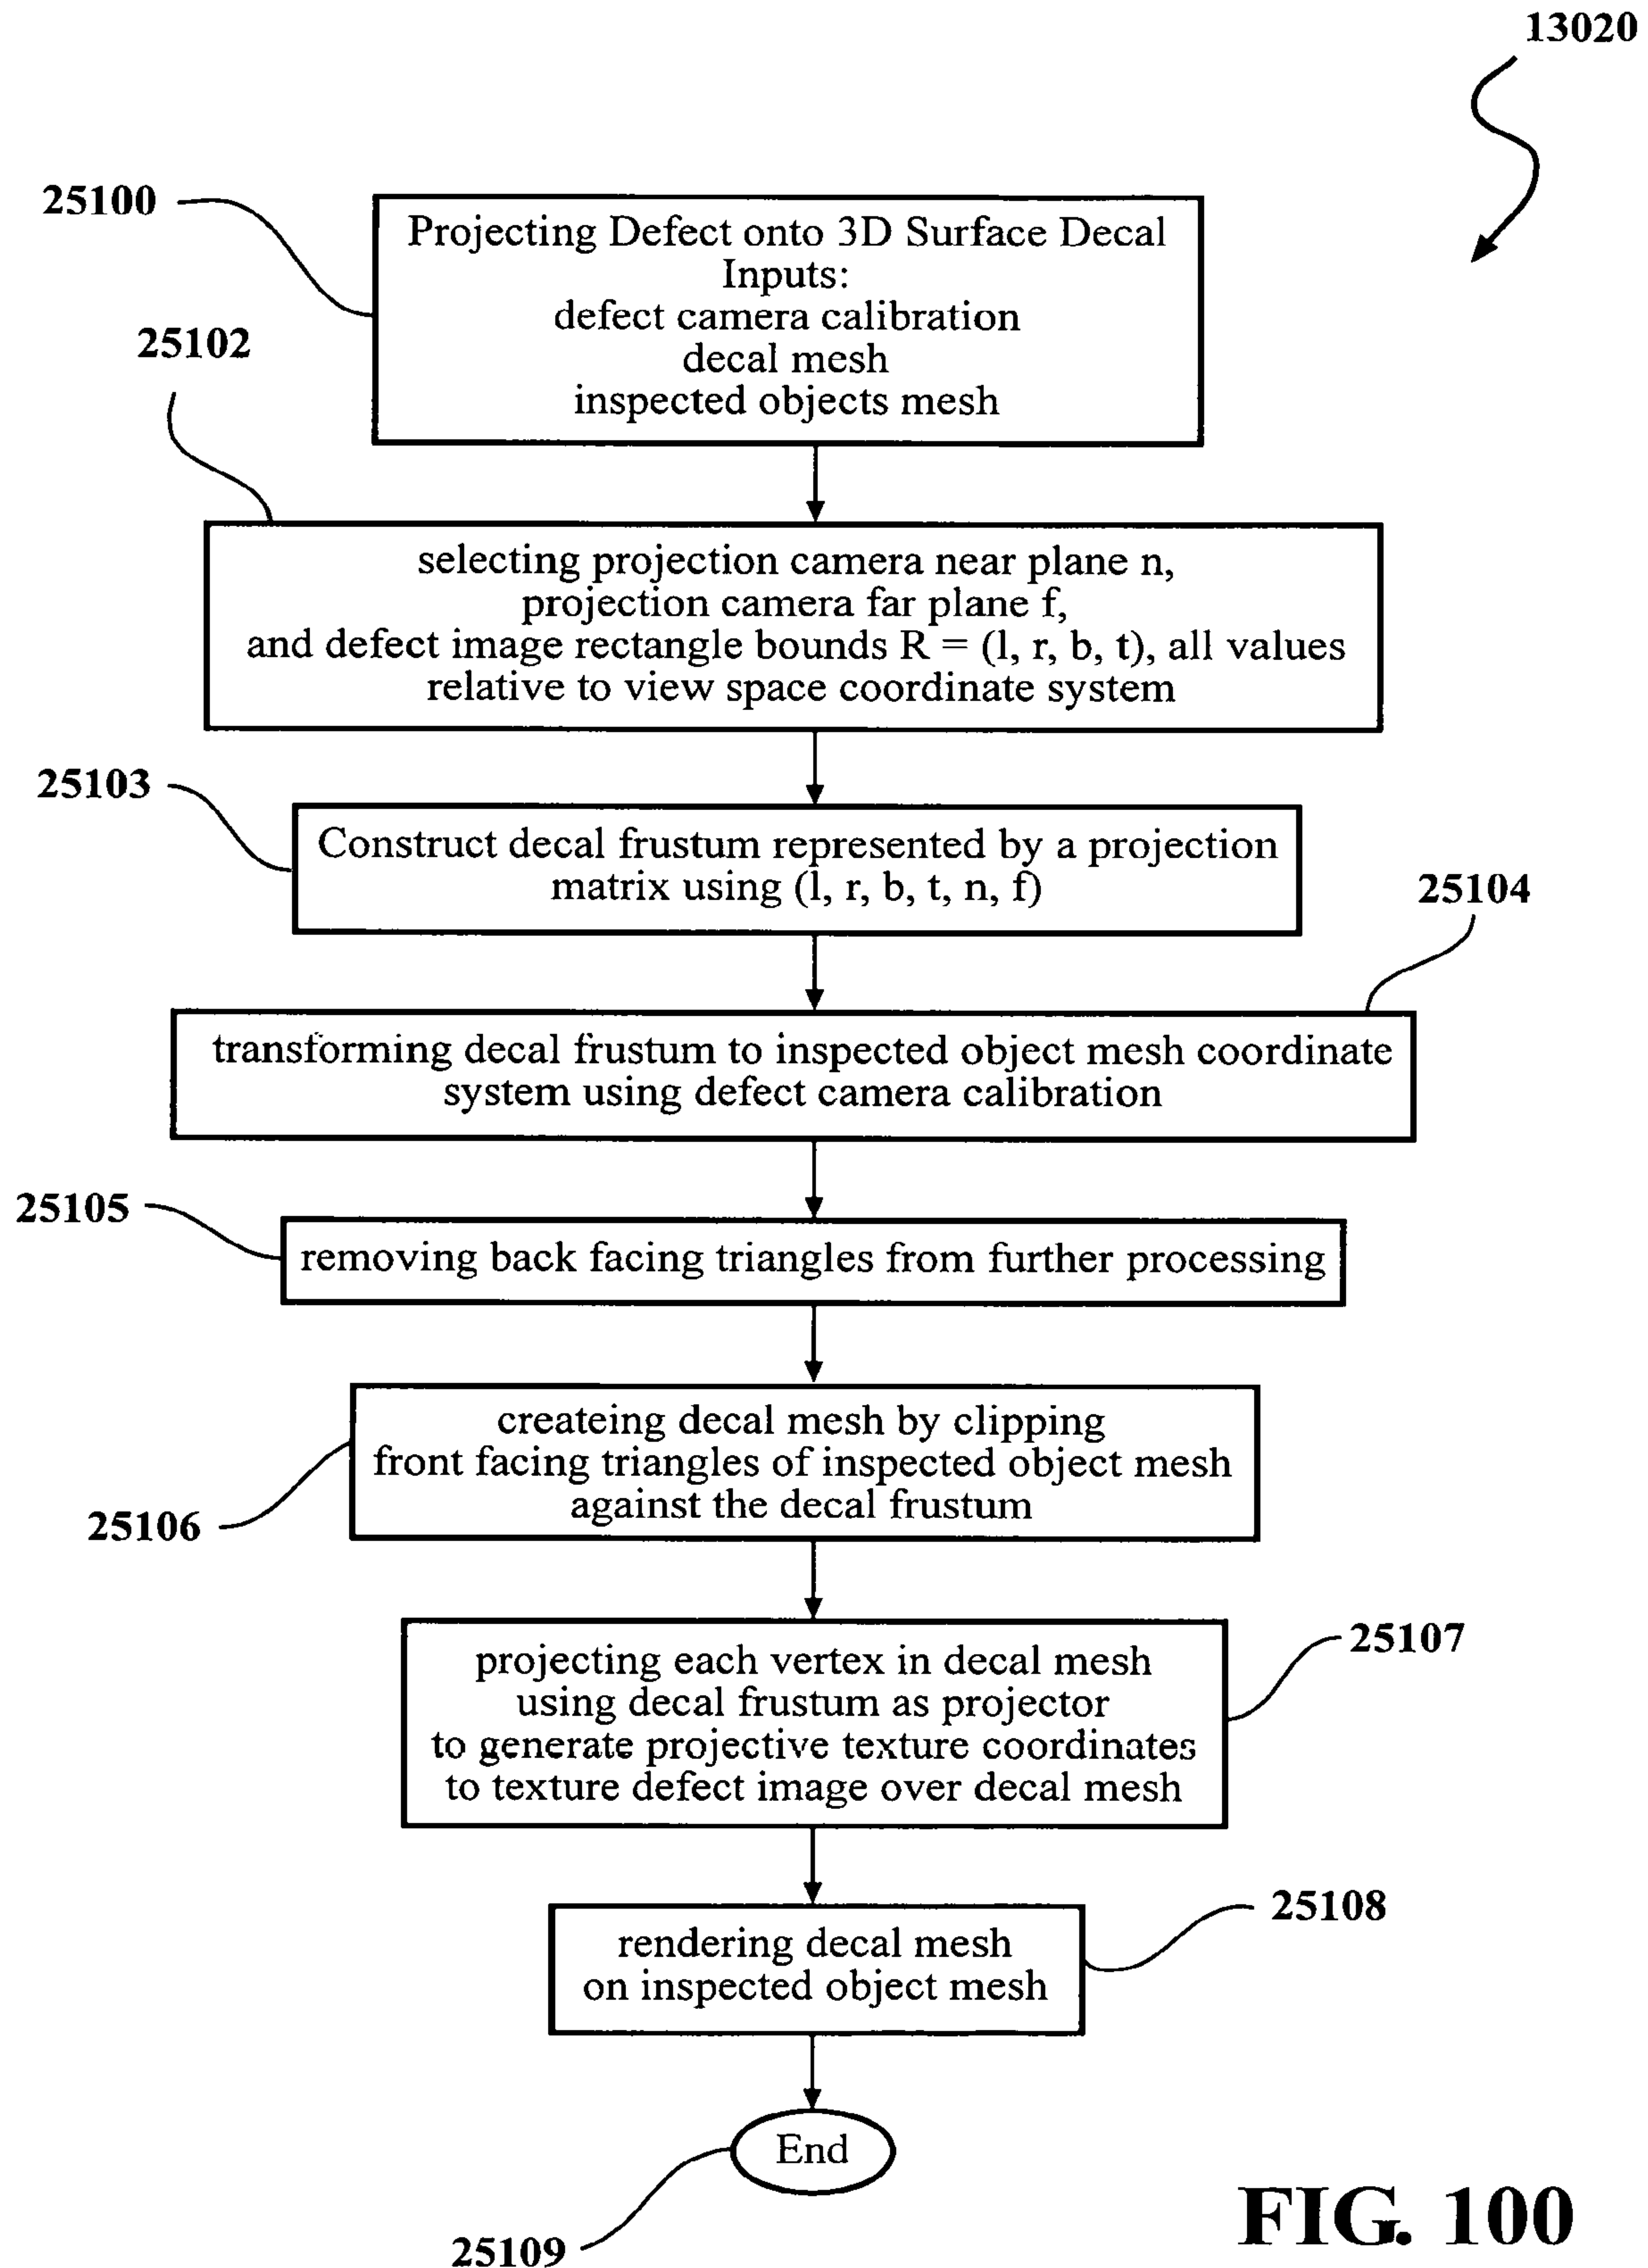 13020
25100
Projecting Defect onto 3D Surface Decal
Inputs:
defect camera calibration
decal mesh
inspected objects mesh
25102
selecting projection camera near plane n,
projection camera far plane f,
and defect image rectangle bounds R = (l, r, b, t), all values
relative to view space coordinate system
25103
Construct decal frustum represented by a projection
matrix using (l, r, b, t, n, f)
25104
transforming decal frustum to inspected object mesh coordinate
system using defect camera calibration
25105
removing back facing triangles from further processing
createing decal mesh by clipping
front facing triangles of inspected object mesh
against the decal frustum
25106
projecting each vertex in decal mesh
using decal frustum as projector
to generate projective texture coordinates
to texture defect image over decal mesh
25107
rendering decal mesh
on inspected object mesh
25108
End
25109
FIG. 100